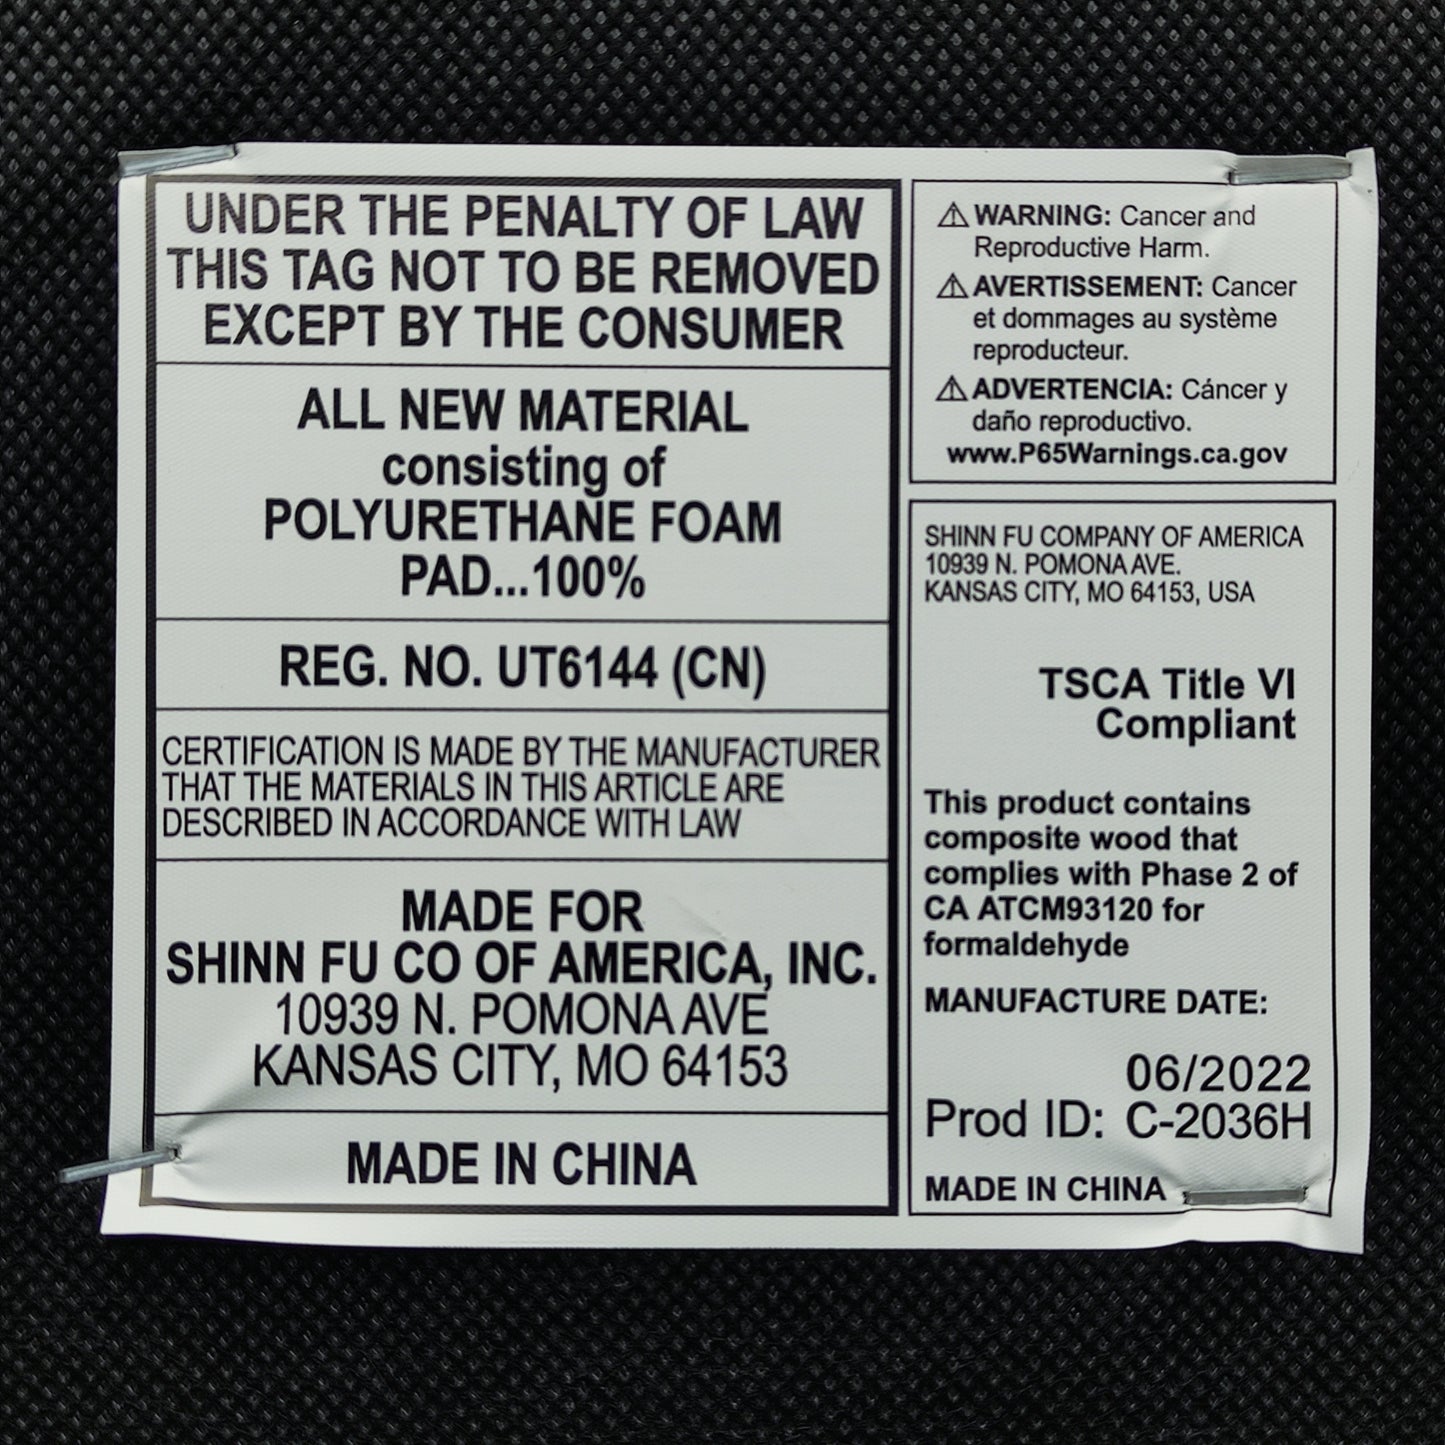 UNDER THE PENALTY OF LAW
THIS TAG NOT TO BE REMOVED
EXCEPT BY THE CONSUMER
ALL NEW MATERIAL
consisting of
POLYURETHANE FOAM
PAD...100%
REG. NO. UT6144 (CN)
CERTIFICATION IS MADE BY THE MANUFACTURER
THAT THE MATERIALS IN THIS ARTICLE ARE
DESCRIBED IN ACCORDANCE WITH LAW
MADE FOR
SHINN FU CO OF AMERICA, INC.
10939 N. POMONA AVE
KANSAS CITY, MO 64153
MADE IN CHINA
⚠ WARNING: Cancer and
Reproductive Harm.
⚠ AVERTISSEMENT: Cancer
et dommages au système
reproducteur.
⚠ ADVERTENCIA: Cáncer y
daño reproductivo.
www.P65Warnings.ca.gov
SHINN FU COMPANY OF AMERICA
10939 N. POMONA AVE.
KANSAS CITY, MO 64153, USA
TSCA Title VI
Compliant
This product contains
composite wood that
complies with Phase 2 of
CA ATCM93120 for
formaldehyde
MANUFACTURE DATE:
06/2022
Prod ID: C-2036H
MADE IN CHINA